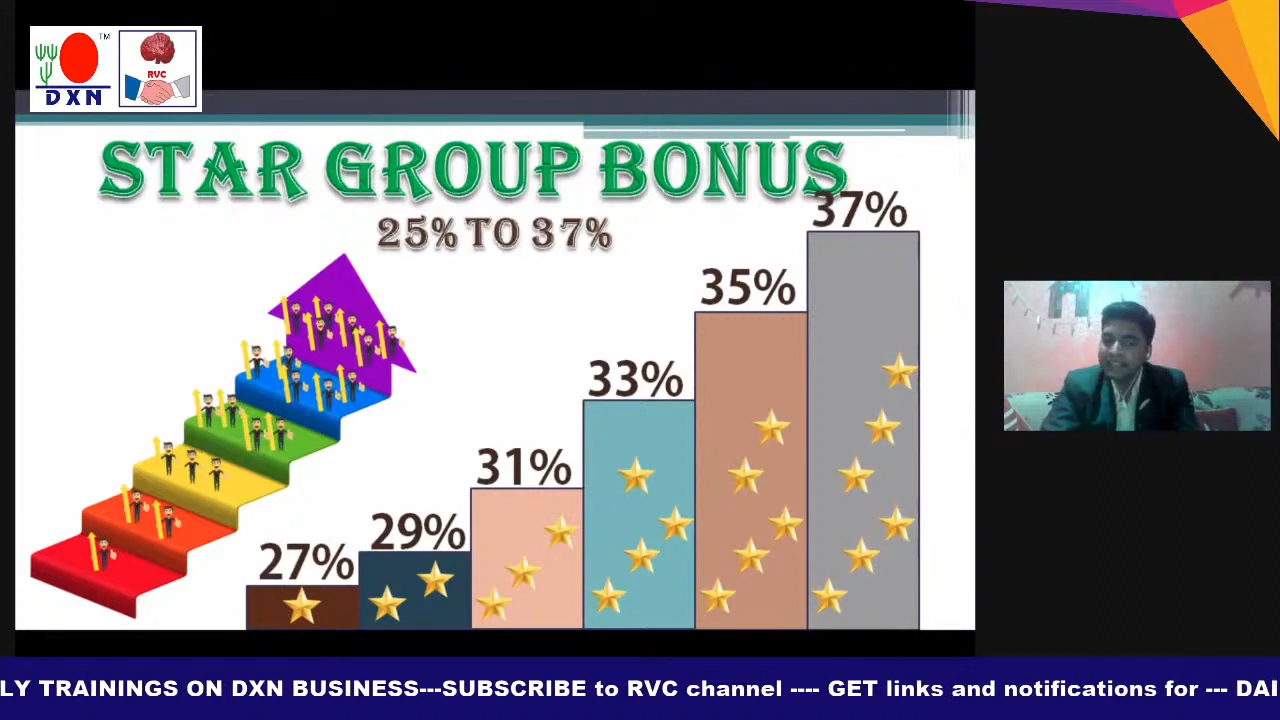 TM
DXN
RVC
STAR GROUP BONUS
25% TO 37%
37%
35%
33%
31%
29%
27%
LY TRAININGS ON DXN BUSINESS---SUBSCRIBE to RVC channel ---- GET links and notifications for --- DAI